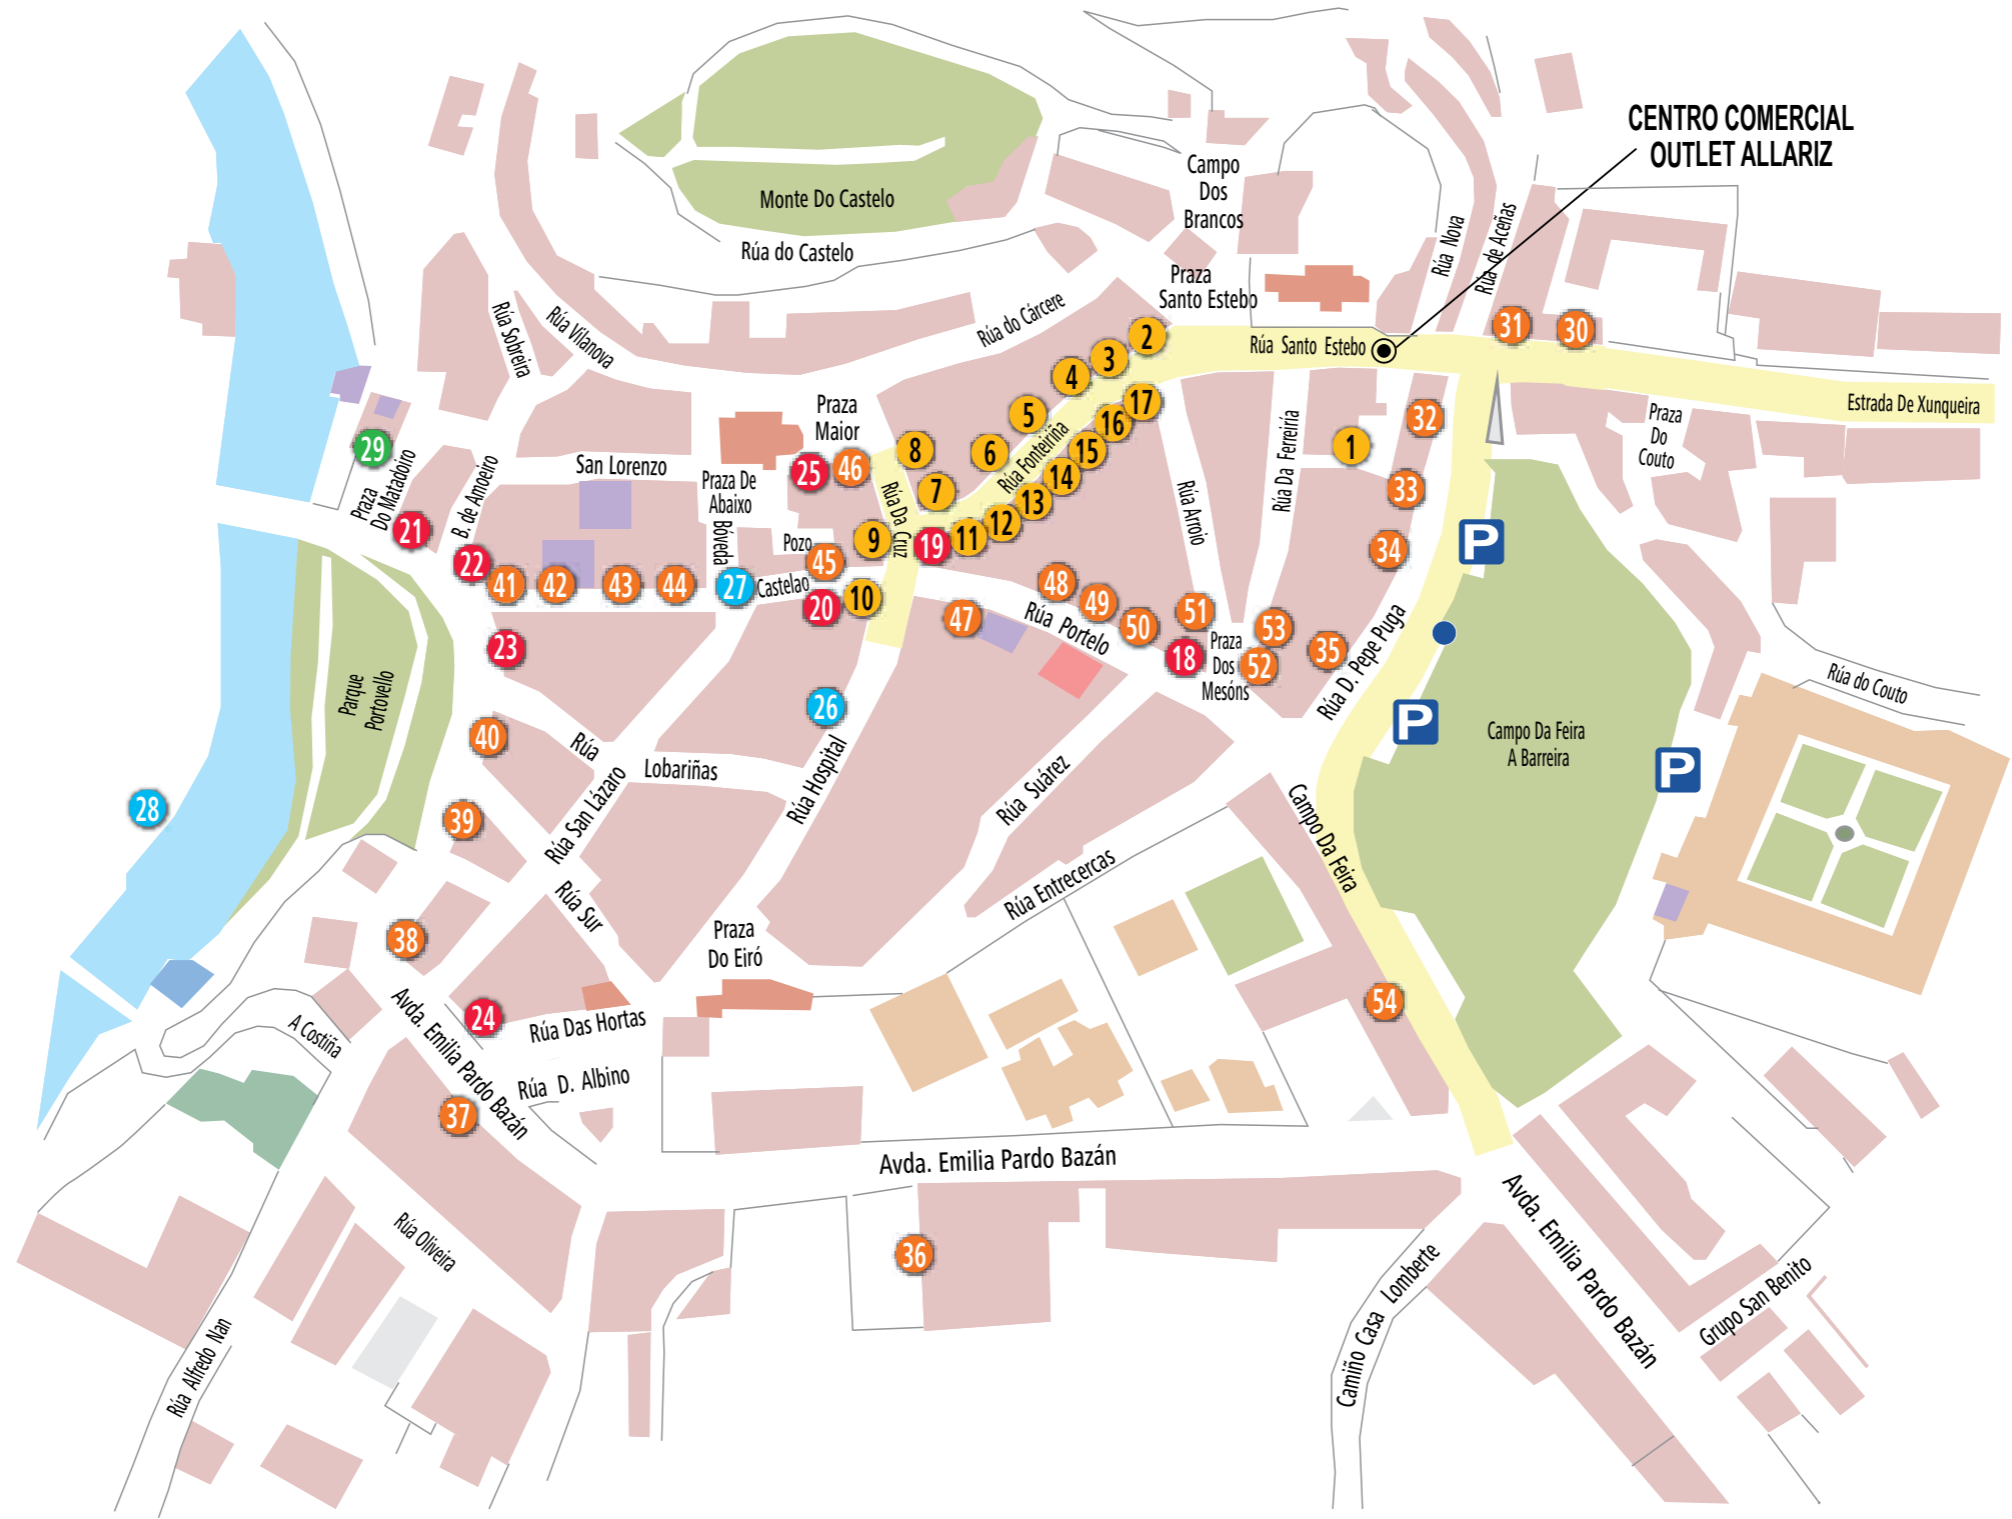 CENTRO COMERCIAL
OUTLET ALLARIZ
Campo
Dos
Brancos
Monte Do Castelo
Rúa do Castelo
Rúa Nova
Rúa de Aceñas
Praza
Santo Estebo
Rúa do Cárcere
Rúa Sobreira
Rúa Vilanova
2
3
4
5
6
7
8
Rúa Santo Estebo
31
30
Estrada De Xunqueira
Praza
Maior
25
46
17
16
15
14
13
12
11
Rúa Fonteiriña
Rúa Da Ferreiría
1
32
33
34
Praza
Do
Couto
29
Praza
Do Matadoiro
21
B. de Amoeiro
22
San Lorenzo
Praza De
Abaixo
Bóveda
Rúa Da Cruz
9
19
Rúa Arroio
P
41
42
43
44
27
Castelao
Pozo
45
20
10
47
48
49
50
51
Rúa Portelo
18
Praza
Dos
Mesóns
53
52
35
Rúa D. Pepe Puga
23
Parque
Portovello
26
40
Rúa
Lobariñas
Rúa San Lázaro
Rúa Hospital
Rúa Suárez
P
Campo Da Feira
A Barreira
P
Rúa do Couto
28
39
Campo Da Feira
Rúa Entrecercas
38
Rúa Sur
Praza
Do Eiró
24
Rúa Das Hortas
54
A Costiña
Avda. Emilia Pardo Bazán
Rúa D. Albino
37
Avda. Emilia Pardo Bazán
Rúa Oliveira
36
Avda. Emilia Pardo Bazán
Grupo San Benito
Camiño Casa Lomberte
Rúa Alfredo Nan